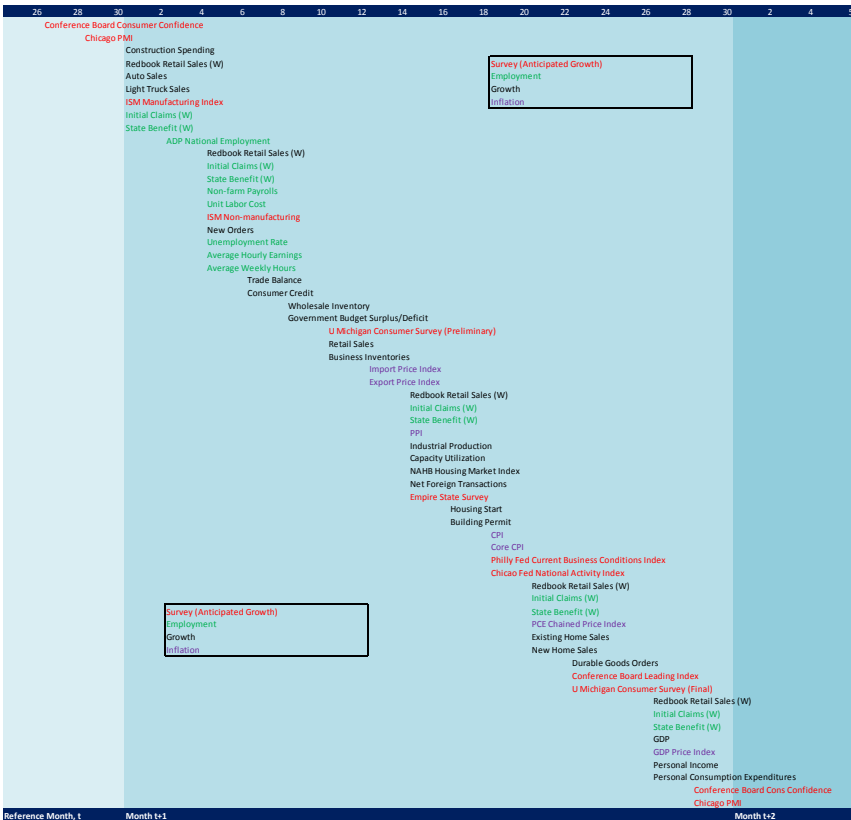 26 28 30 2 4 6 8 10 12 14 16 18 20 22 24 26 28 30 2 4
Conference Board Consumer Confidence
Chicago PMI
Construction Spending
Redbook Retail Sales (W)
Auto Sales
Light Truck Sales
ISM Manufacturing Index
Initial Claims (W)
State Benefit (W)
Survey (Anticipated Growth)
Employment
Growth
Inflation
ADP National Employment
Redbook Retail Sales (W)
Initial Claims (W)
State Benefit (W)
Non-farm Payrolls
Unit Labor Cost
ISM Non-manufacturing
New Orders
Unemployment Rate
Average Hourly Earnings
Average Weekly Hours
Trade Balance
Consumer Credit
Wholesale Inventory
Government Budget Surplus/Deficit
U Michigan Consumer Survey (Preliminary)
Retail Sales
Business Inventories
Import Price Index
Export Price Index
Redbook Retail Sales (W)
Initial Claims (W)
State Benefit (W)
PPI
Industrial Production
Capacity Utilization
NAHB Housing Market Index
Net Foreign Transactions
Empire State Survey
Housing Start
Building Permit
CPI
Core CPI
Philly Fed Current Business Conditions Index
Chicao Fed National Activity Index
Redbook Retail Sales (W)
Initial Claims (W)
State Benefit (W)
PCE Chained Price Index
Existing Home Sales
New Home Sales
Survey (Anticipated Growth)
Employment
Growth
Inflation
Durable Goods Orders
Conference Board Leading Index
U Michigan Consumer Survey (Final)
Redbook Retail Sales (W)
Initial Claims (W)
State Benefit (W)
GDP
GDP Price Index
Personal Income
Personal Consumption Expenditures
Conference Board Cons Confidence
Chicago PMI
Reference Month, t Month t+1 Month t+2